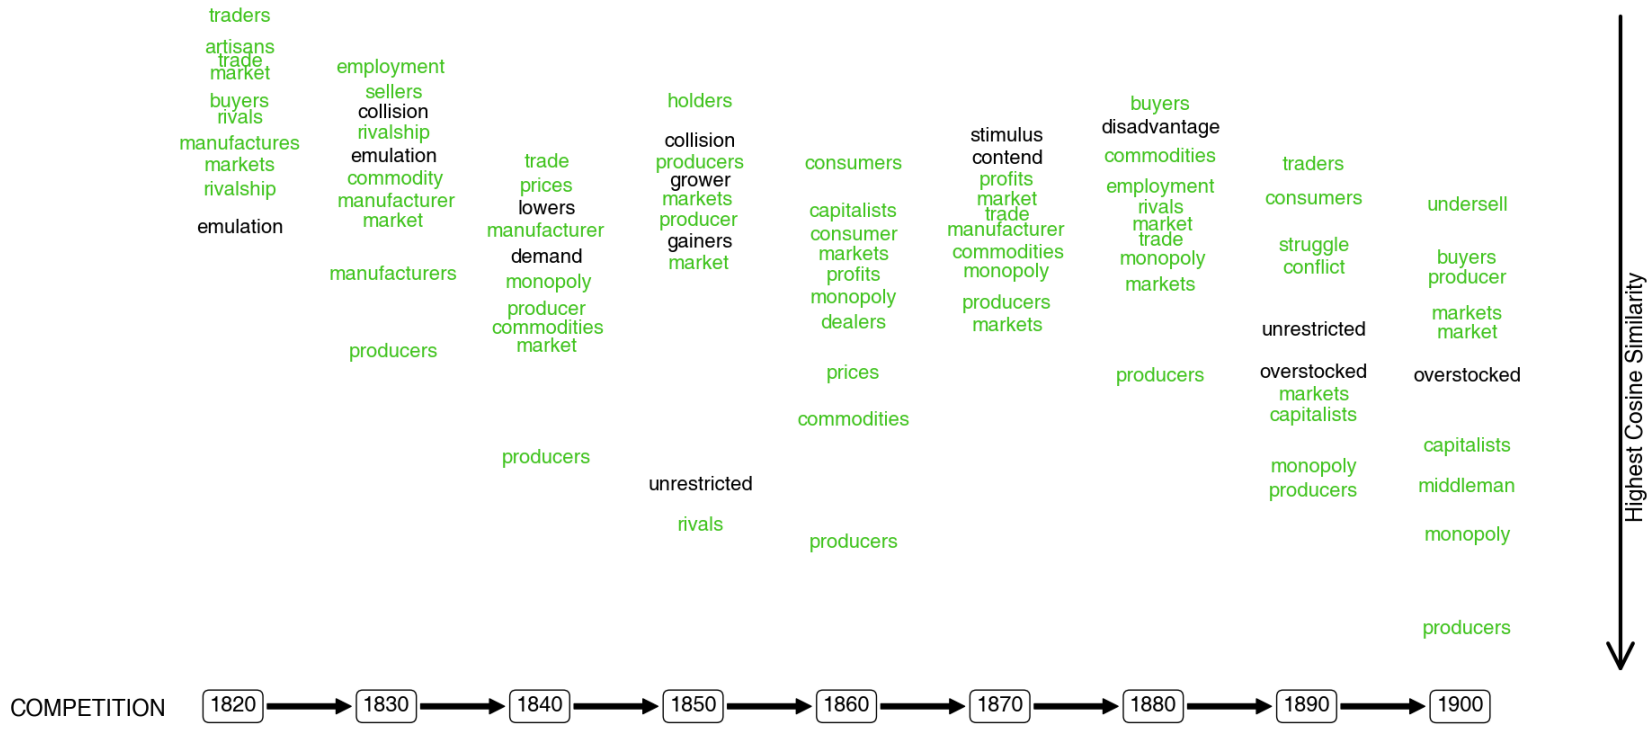 traders
artisans
trade
market
buyers
rivals
manufactures
markets
rivalship
emulation
employment
sellers
collision
rivalship
emulation
commodity
manufacturer
market
manufacturers
producers
trade
prices
lowers
manufacturer
demand
monopoly
producer
commodities
market
producers
holders
collision
producers
grower
markets
producer
gainers
market
unrestricted
rivals
consumers
capitalists
consumer
markets
profits
monopoly
dealers
prices
commodities
producers
stimulus
contend
profits
market
trade
manufacturer
commodities
monopoly
producers
markets
buyers
disadvantage
commodities
employment
rivals
market
trade
monopoly
markets
producers
traders
consumers
struggle
conflict
unrestricted
overstocked
markets
capitalists
monopoly
producers
undersell
buyers
producer
markets
market
overstocked
capitalists
middleman
monopoly
producers
Highest Cosine Similarity
COMPETITION 1820 1830 1840 1850 1860 1870 1880 1890 1900